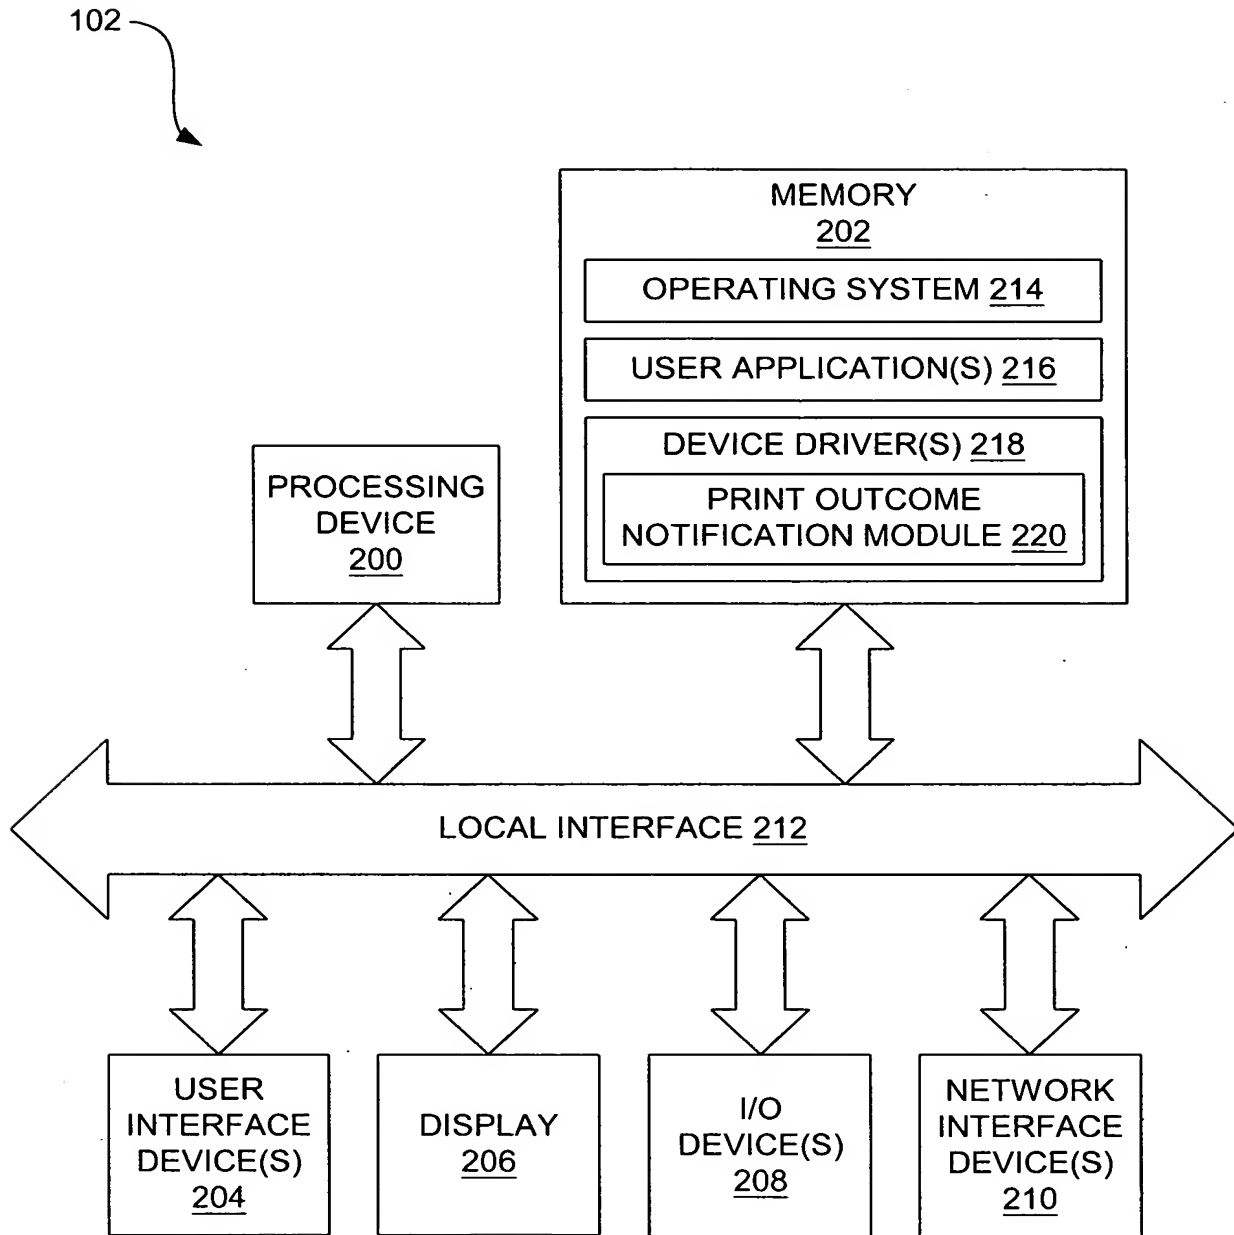 102
MEMORY
202
OPERATING SYSTEM 214
USER APPLICATION(S) 216
DEVICE DRIVER(S) 218
PRINT OUTCOME
NOTIFICATION MODULE 220
PROCESSING
DEVICE
200
LOCAL INTERFACE 212
USER
INTERFACE
DEVICE(S)
204
DISPLAY
206
I/O
DEVICE(S)
208
NETWORK
INTERFACE
DEVICE(S)
210